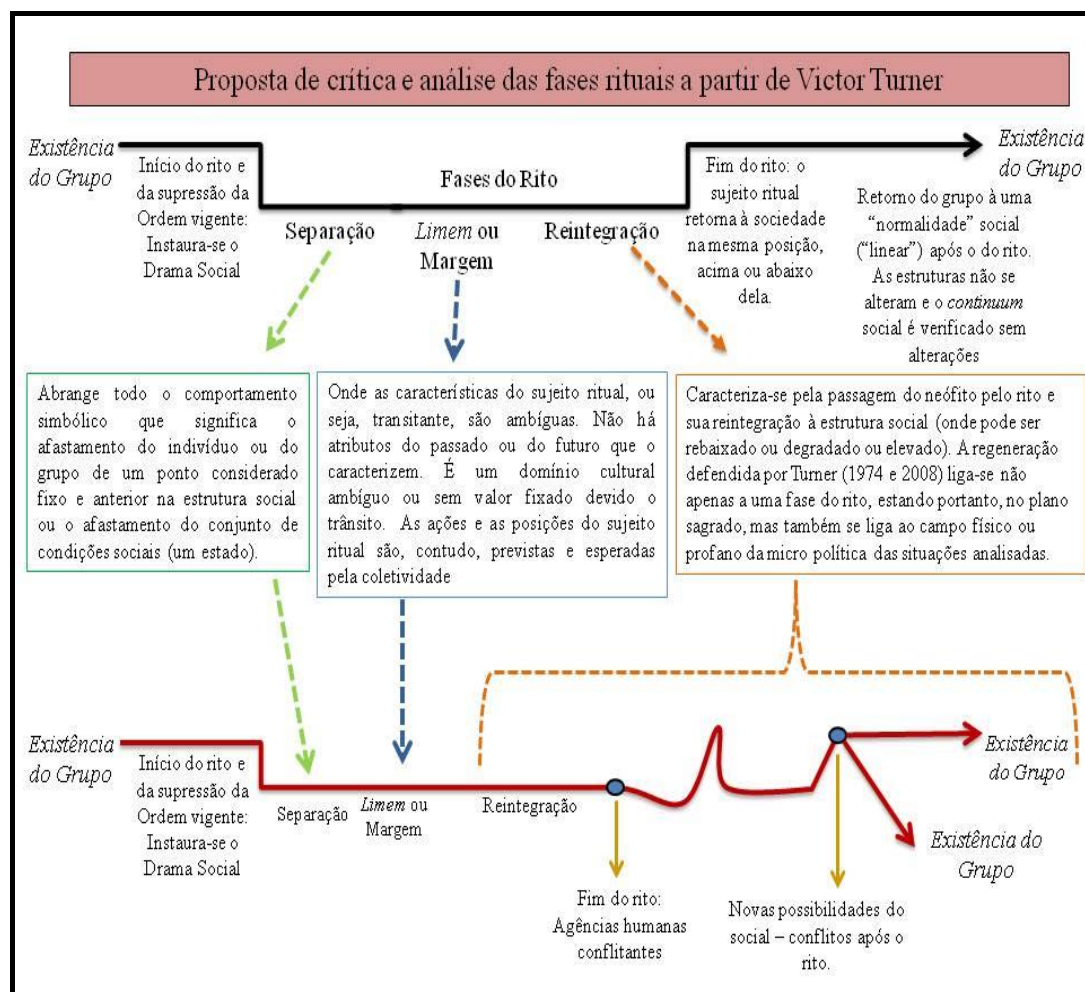 Proposta de crítica e análise das fases rituais a partir de Victor Turner
Existência
do Grupo
Início do rito e
da supressão da
Ordem vigente:
Instaura-se o
Drama Social
Fases do Rito
Separação
Limem ou
Margem
Reintegração
Fim do rito: o
sujeito ritual
retorna à sociedade
na mesma posição,
acima ou abaixo
dela.
Existência
do Grupo
Retorno do grupo à uma
“normalidade” social
(“linear”) após o do rito.
As estruturas não se
alteram e o continuum
social é verificado sem
alterações
Abrange todo o comportamento
simbólico que significa o
afastamento do indivíduo ou do
grupo de um ponto considerado
fixo e anterior na estrutura social
ou o afastamento do conjunto de
condições sociais (um estado).
Onde as características do sujeito ritual, ou
seja, transitante, são ambíguas. Não há
atributos do passado ou do futuro que o
caracterizem. É um domínio cultural
ambíguo ou sem valor fixado devido o
trânsito. As ações e as posições do sujeito
ritual são, contudo, previstas e esperadas
pela coletividade
Caracteriza-se pela passagem do neófito pelo rito e
sua reintegração à estrutura social (onde pode ser
rebaixado ou degradado ou elevado). A regeneração
defendida por Turner (1974 e 2008) liga-se não
apenas a uma fase do rito, estando portanto, no plano
sagrado, mas também se liga ao campo físico ou
profano da micro política das situações analisadas.
Existência
do Grupo
Início do rito e
da supressão da
Ordem vigente:
Instaura-se o
Drama Social
Separação
Limem ou
Margem
Reintegração
Fim do rito:
Agências humanas
conflitantes
Novas possibilidades do
social – conflitos após o
rito.
Existência
do Grupo
Existência do
Grupo